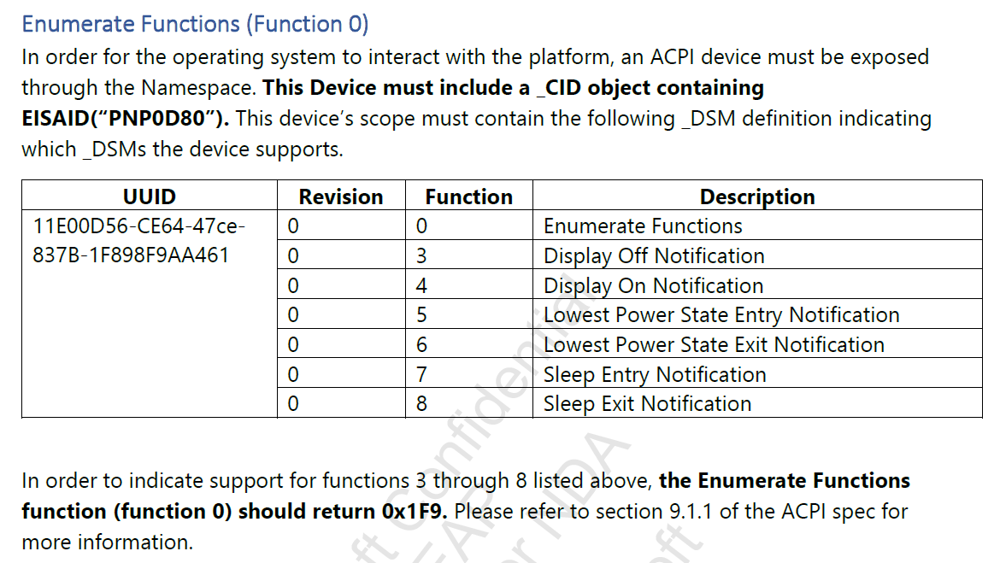 Enumerate Functions (Function 0)
In order for the operating system to interact with the platform, an ACPI device must be exposed
through the Namespace. This Device must include a _CID object containing
EISAID(“PNP0D80”). This device’s scope must contain the following _DSM definition indicating
which _DSMs the device supports.
UUID Revision Function Description
11E00D56-CE64-47ce- 0 0 Enumerate Functions
837B-1F898F9AA461 0 3 Display Off Notification
0 4 Display On Notification
0 5 Lowest Power State Entry Notification
0 6 Lowest Power State Exit Notification
0 7 Sleep Entry Notification
0 8 Sleep Exit Notification
In order to indicate support for functions 3 through 8 listed above, the Enumerate Functions
function (function 0) should return 0x1F9. Please refer to section 9.1.1 of the ACPI spec for
more information.
Confidential
NDA